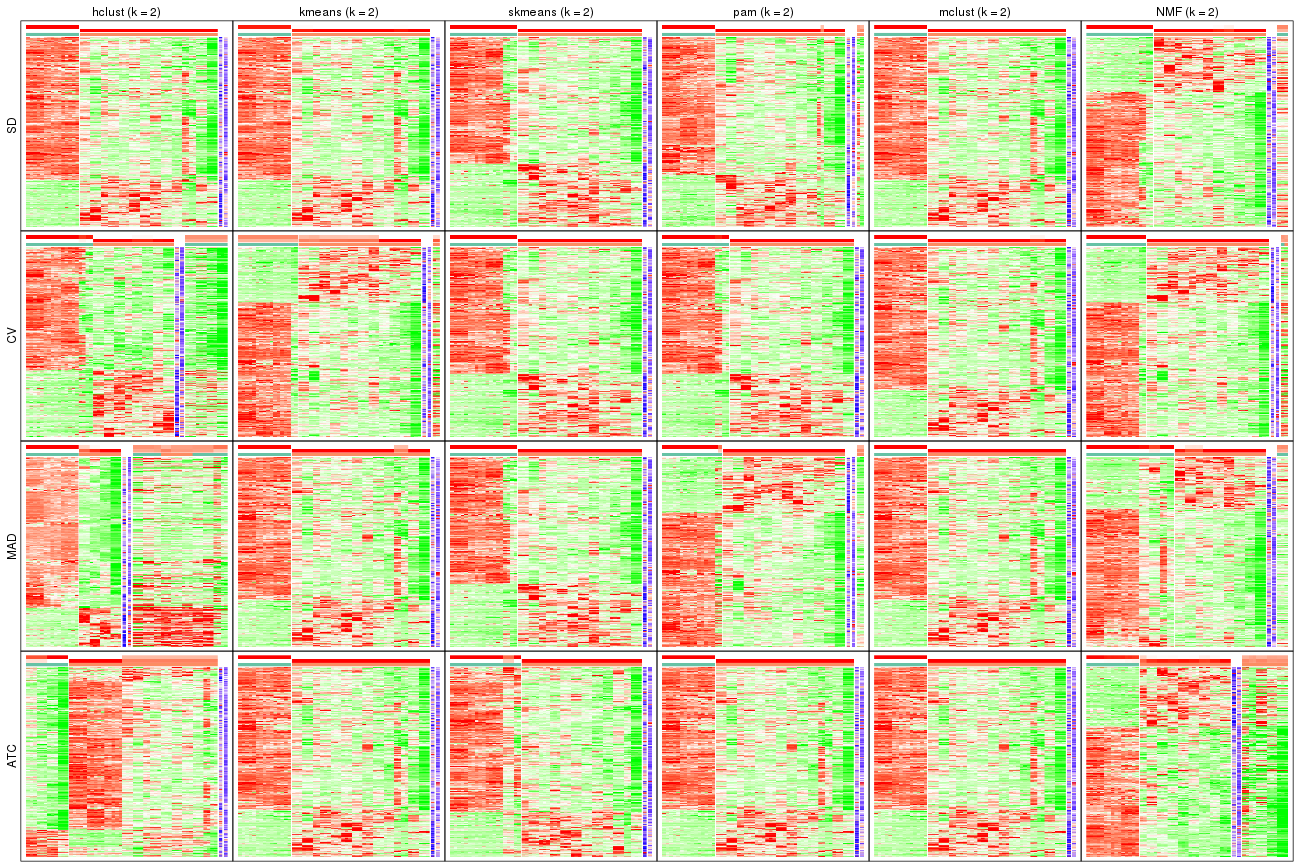 hclust (k = 2) kmeans (k = 2) skmeans (k = 2) pam (k = 2) mclust (k = 2) NMF (k = 2)
SD
CV
MAD
ATC